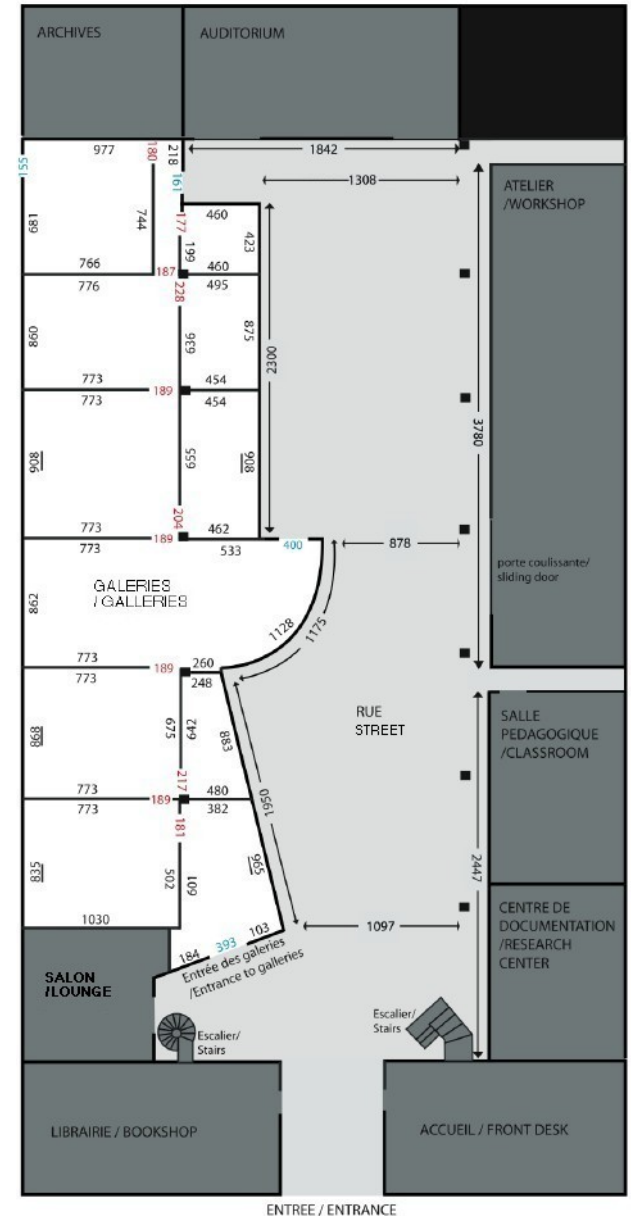 ARCHIVES
AUDITORIUM
977
180
218
1842
155
161
1308
ATELIER
/WORKSHOP
681
744
177
460
423
199
766
187
460
776
228
495
860
636
875
2300
773
189
454
773
454
3780
908
559
908
204
773
189
462
400
878
773
533
porte coulissante/
sliding door
GALERIES
/ GALLERIES
862
1128
1175
773
189
260
773
248
RUE
STREET
SALLE
PEDAGOGIQUE
/CLASSROOM
868
675
642
883
217
1950
773
189
480
773
382
181
2447
835
502
601
965
CENTRE DE
DOCUMENTATION
/RESEARCH
CENTER
1030
103
1097
393
184
Entrée des galeries
/Entrance to galleries
SALON
/LOUNGE
Escalier/
Stairs
Escalier/
Stairs
LIBRAIRIE / BOOKSHOP
ACCUEIL / FRONT DESK
ENTREE / ENTRANCE